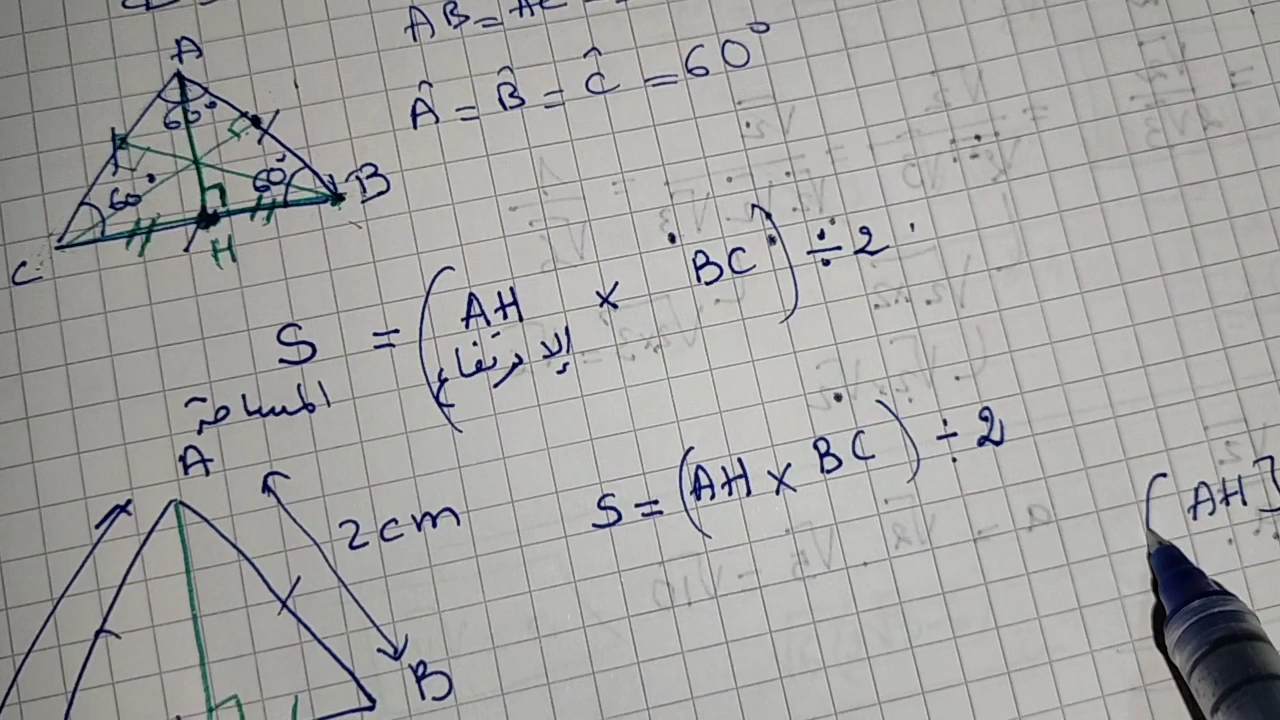 AB = AC
Â = B̂ = Ĉ = 60°
A
60°
60°
60°
B
C
H
S = (AH × BC) ÷ 2
الارتفاع
المساحة
A
2cm
B
S = (AH × BC) ÷ 2
[AH]